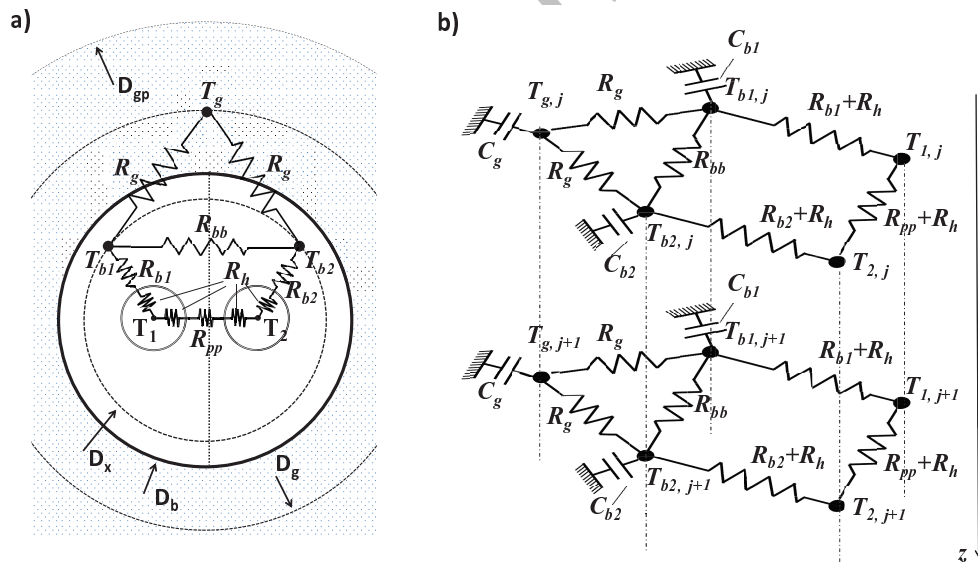 a)
D_gp
T_g
R_g
R_g
R_bb
T_b1
T_b2
R_b1
R_h
R_b2
T_1
T_2
R_pp
D_x
D_b
D_g
b)
C_b1
T_g, j
R_g
T_b1, j
R_b1+R_h
T_1, j
C_g
R_g
R_bb
R_b2+R_h
R_pp+R_h
T_b2, j
C_b2
T_2, j
C_b1
T_g, j+1
R_g
T_b1, j+1
R_b1+R_h
T_1, j+1
C_g
R_g
R_bb
R_b2+R_h
R_pp+R_h
T_b2, j+1
C_b2
T_2, j+1
z